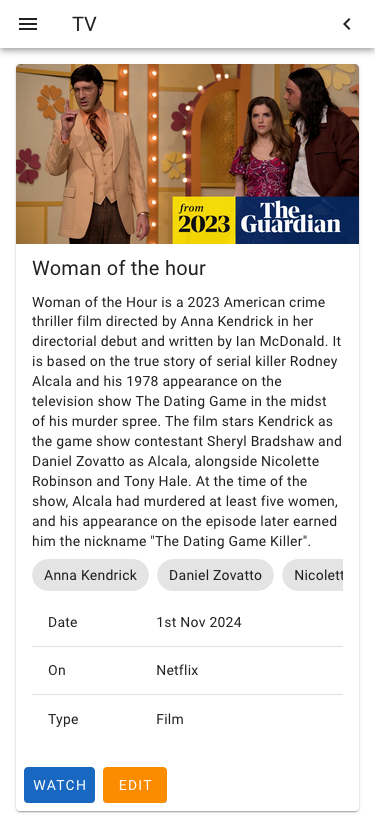 TV
from
2023
The
Guardian
Woman of the hour
Woman of the Hour is a 2023 American crime
thriller film directed by Anna Kendrick in her
directorial debut and written by Ian McDonald. It
is based on the true story of serial killer Rodney
Alcala and his 1978 appearance on the
television show The Dating Game in the midst
of his murder spree. The film stars Kendrick as
the game show contestant Sheryl Bradshaw and
Daniel Zovatto as Alcala, alongside Nicolette
Robinson and Tony Hale. At the time of the
show, Alcala had murdered at least five women,
and his appearance on the episode later earned
him the nickname "The Dating Game Killer".
Anna Kendrick Daniel Zovatto Nicolett
Date 1st Nov 2024
On Netflix
Type Film
WATCH EDIT